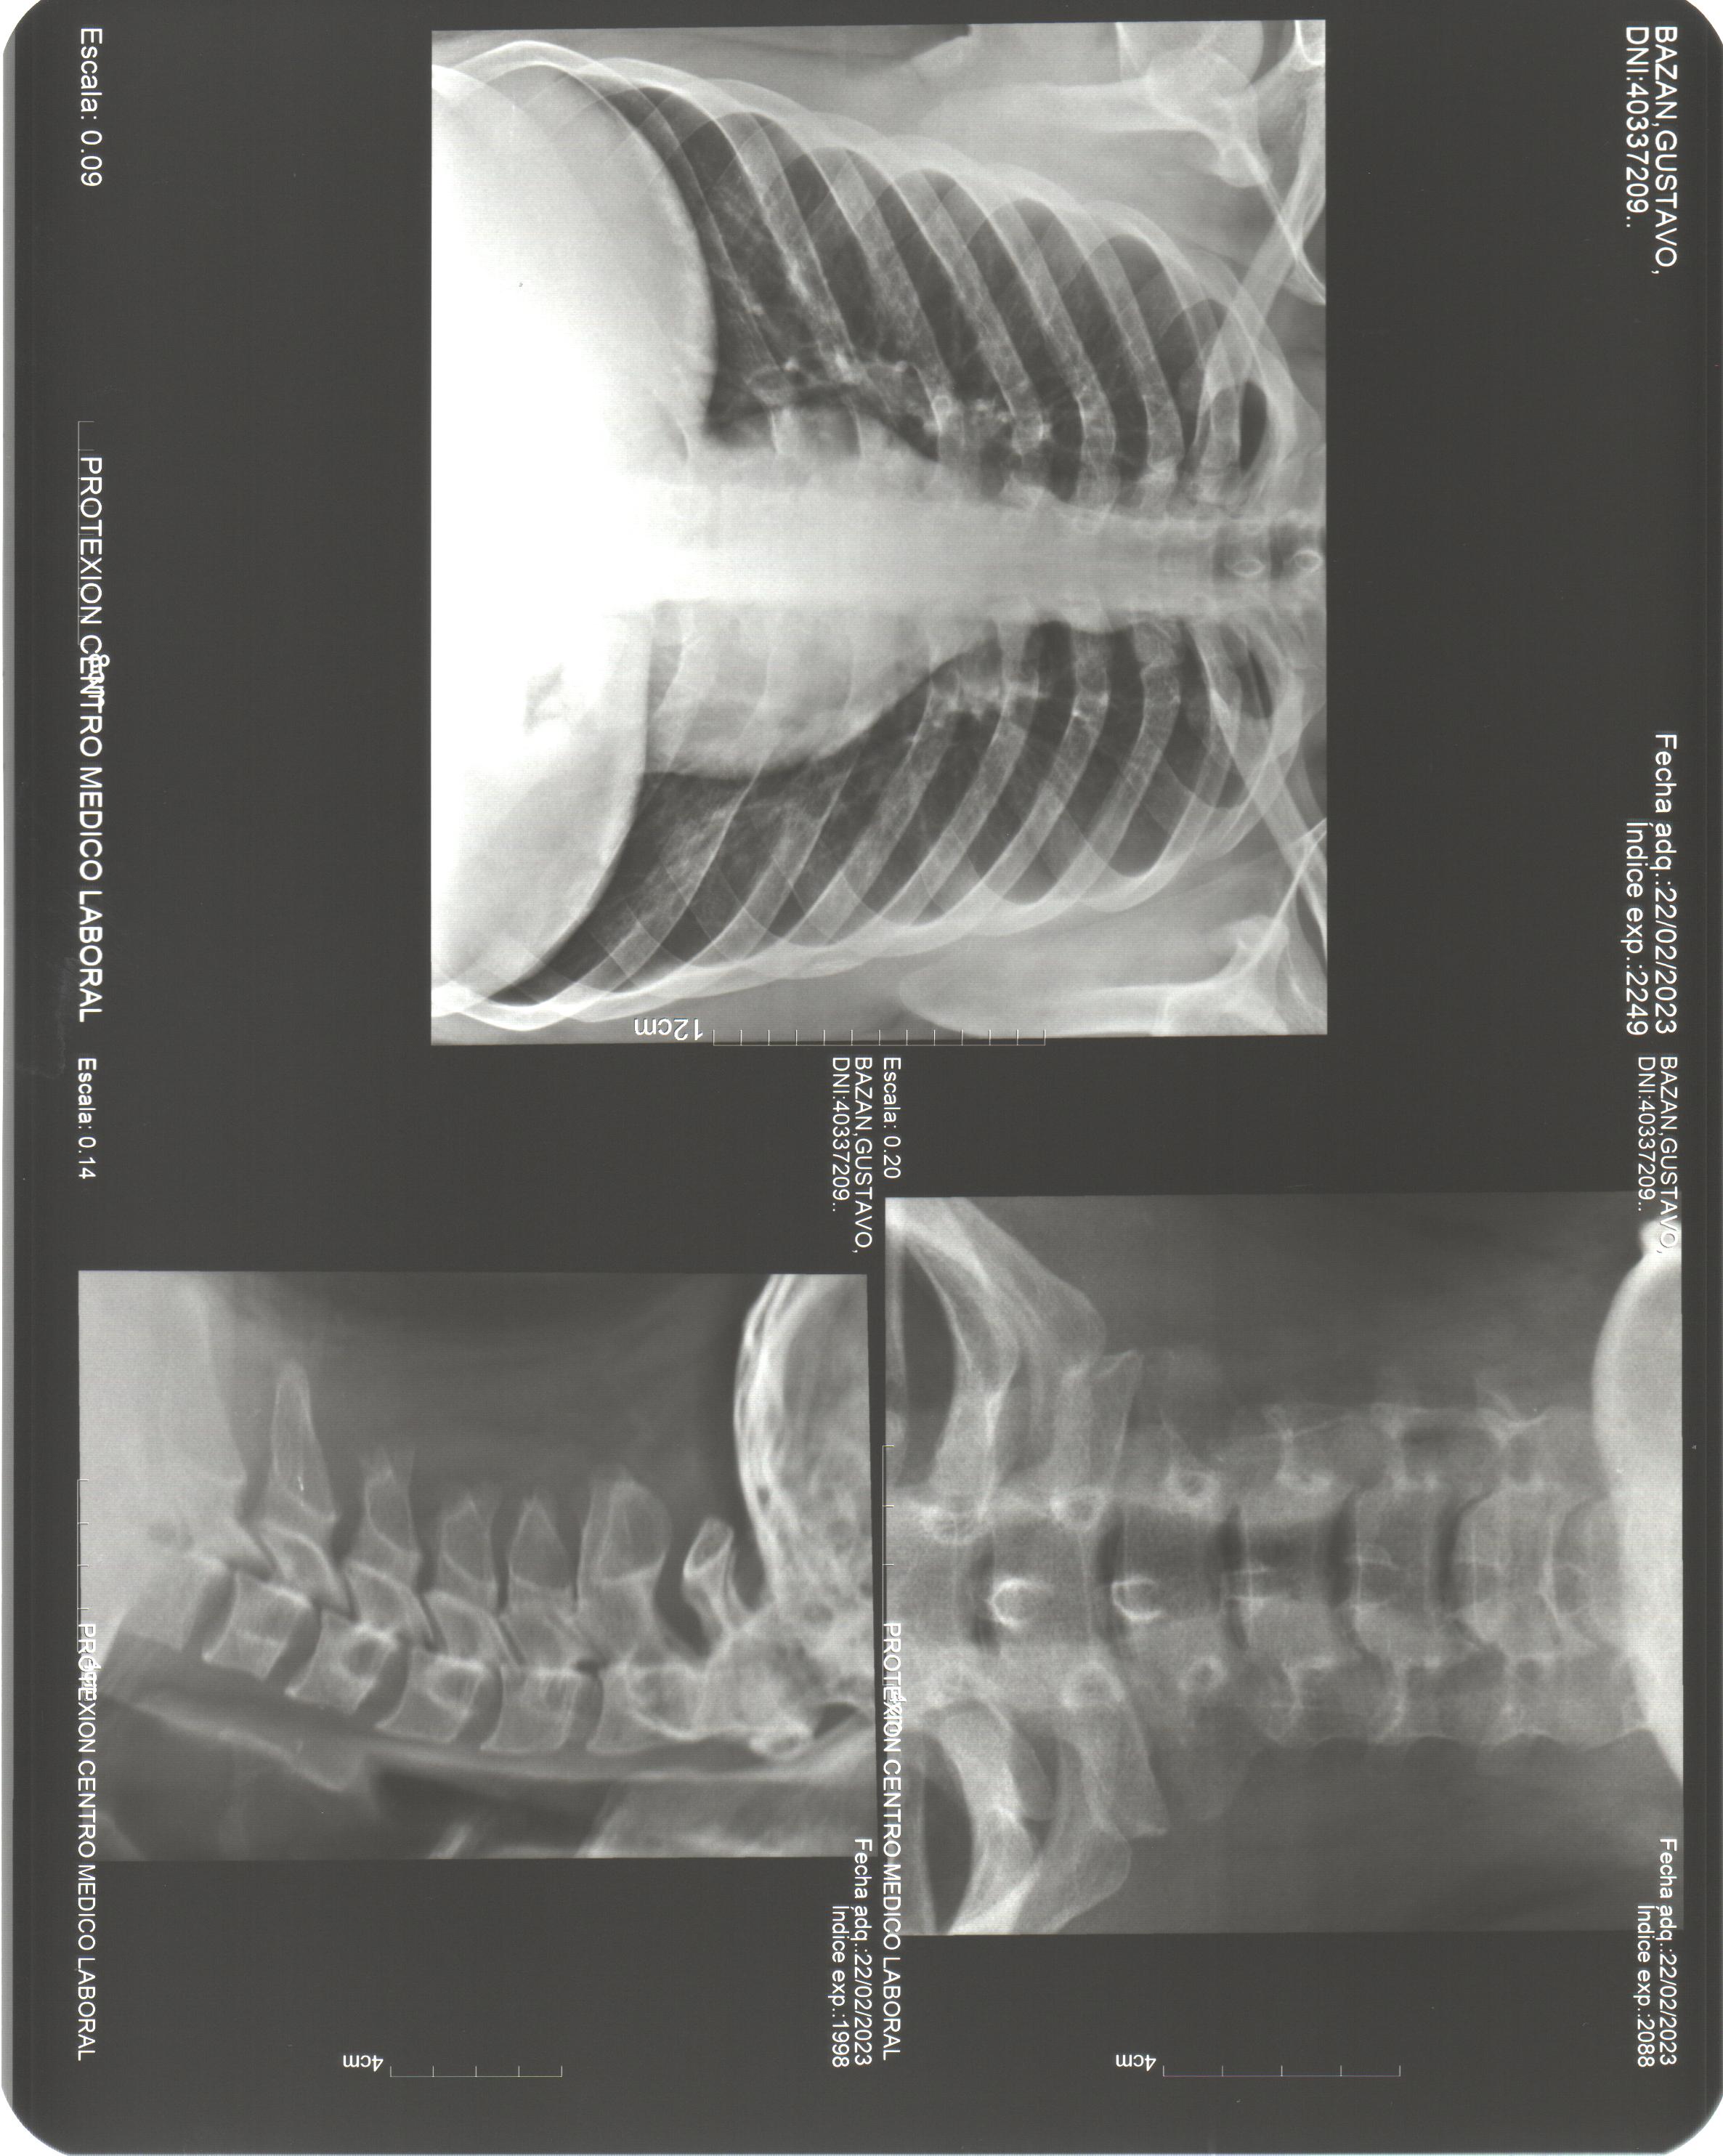 BAZAN,GUSTAVO,
DNI:40337209..
Fecha adq.:22/02/2023
Índice exp.:2249
Escala: 0.09
PROTEXION CENTRO MEDICO LABORAL
12cm
BAZAN,GUSTAVO,
DNI:40337209..
Fecha adq.:22/02/2023
Índice exp.:2088
Escala: 0.20
PROTEXION CENTRO MEDICO LABORAL
4cm
BAZAN,GUSTAVO,
DNI:40337209..
Fecha adq.:22/02/2023
Índice exp.:1998
Escala: 0.14
PROTEXION CENTRO MEDICO LABORAL
4cm